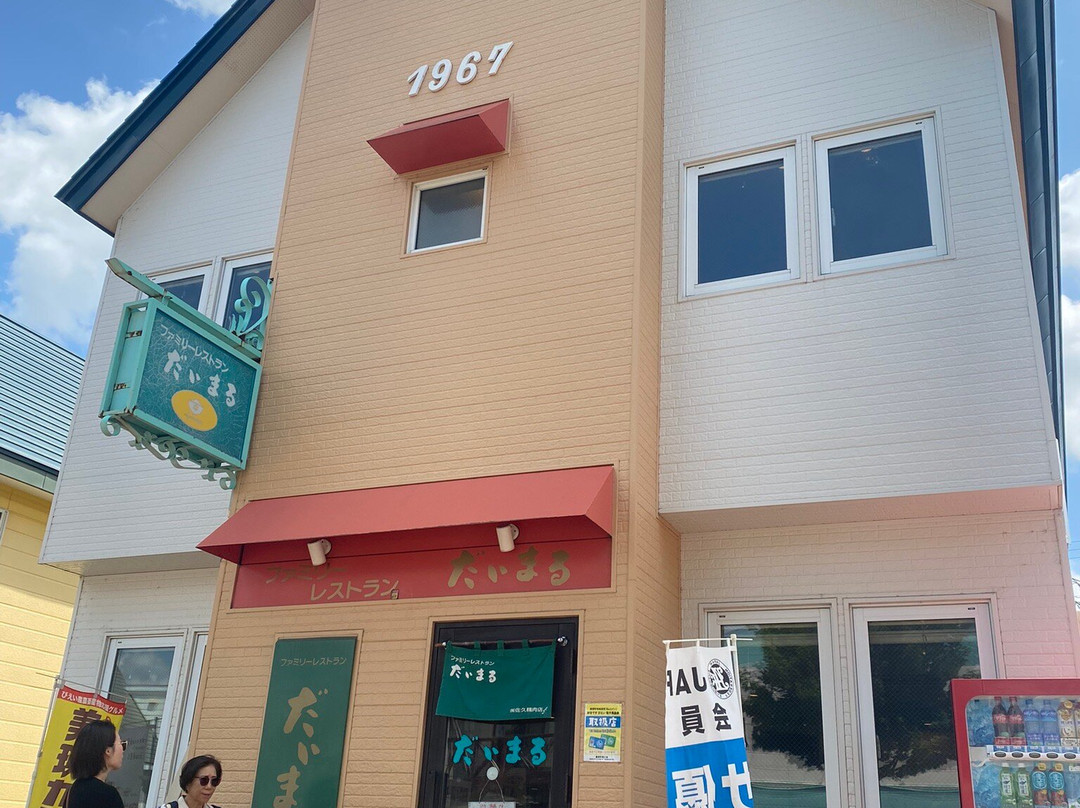 1967
ファミリーレストラン
だいまる
ファミリー
レストラン
だいまる
ファミリーレストラン
だいまる
ファミリーレストラン
だいま
だいまる
取扱店
JAF
会員
優
サ